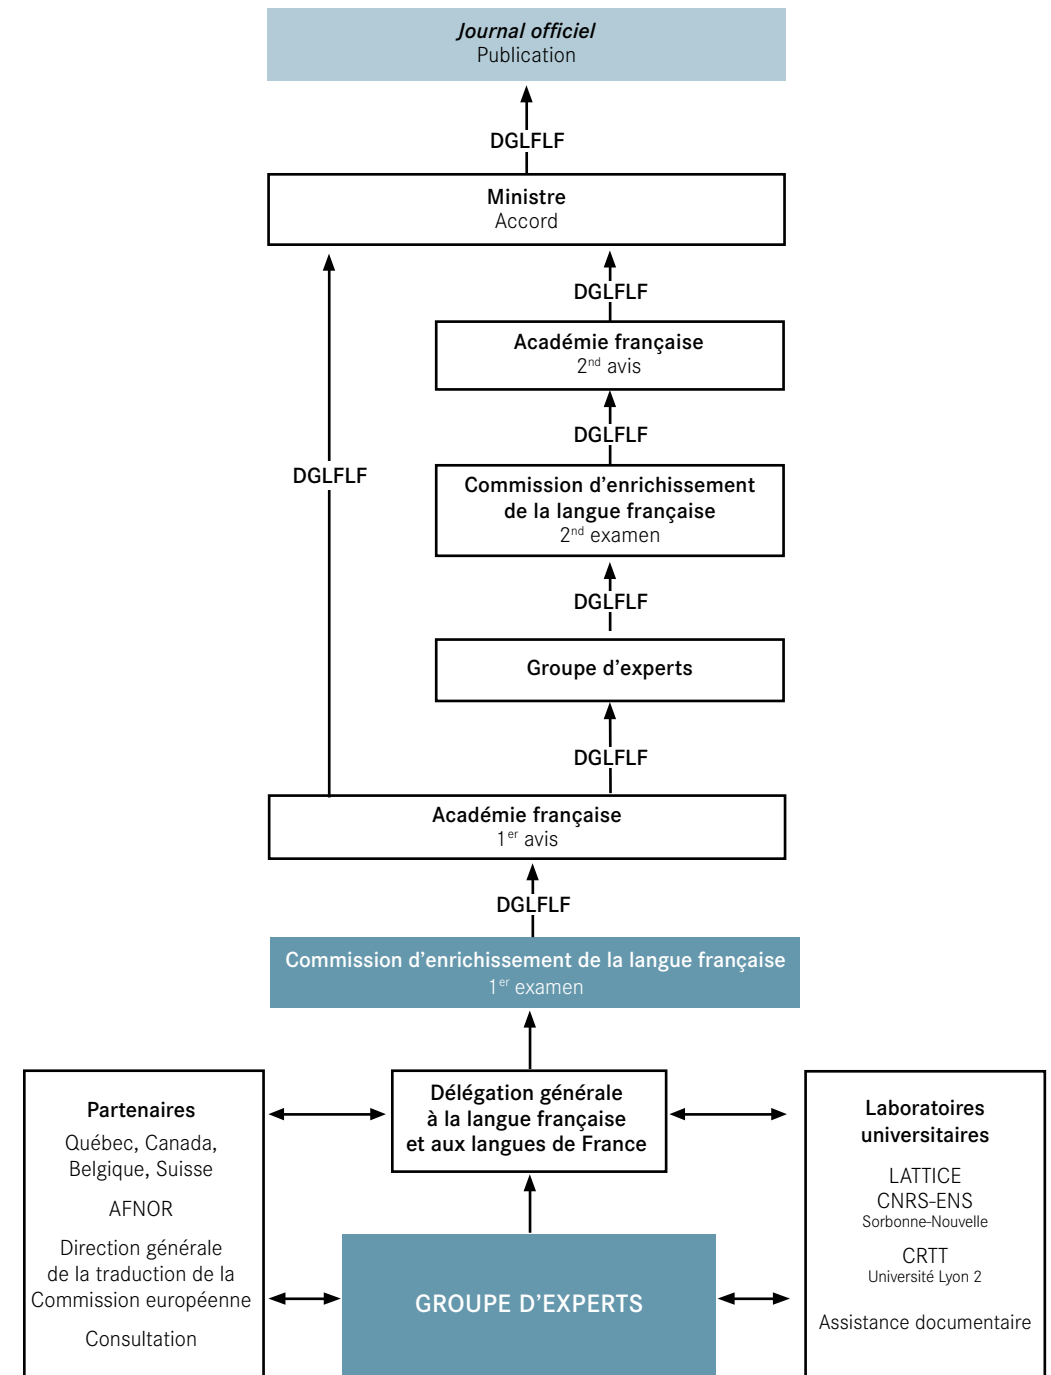 Journal officiel
Publication
DGLFLF
Ministre
Accord
DGLFLF
Académie française
2nd avis
DGLFLF
DGLFLF
Commission d'enrichissement
de la langue française
2nd examen
DGLFLF
Groupe d'experts
DGLFLF
Académie française
1er avis
DGLFLF
Commission d'enrichissement de la langue française
1er examen
Délégation générale
à la langue française
et aux langues de France
Partenaires
Québec, Canada,
Belgique, Suisse
AFNOR
Direction générale
de la traduction de la
Commission européenne
Consultation
GROUPE D'EXPERTS
Laboratoires
universitaires
LATTICE
CNRS-ENS
Sorbonne-Nouvelle
CRTT
Université Lyon 2
Assistance documentaire